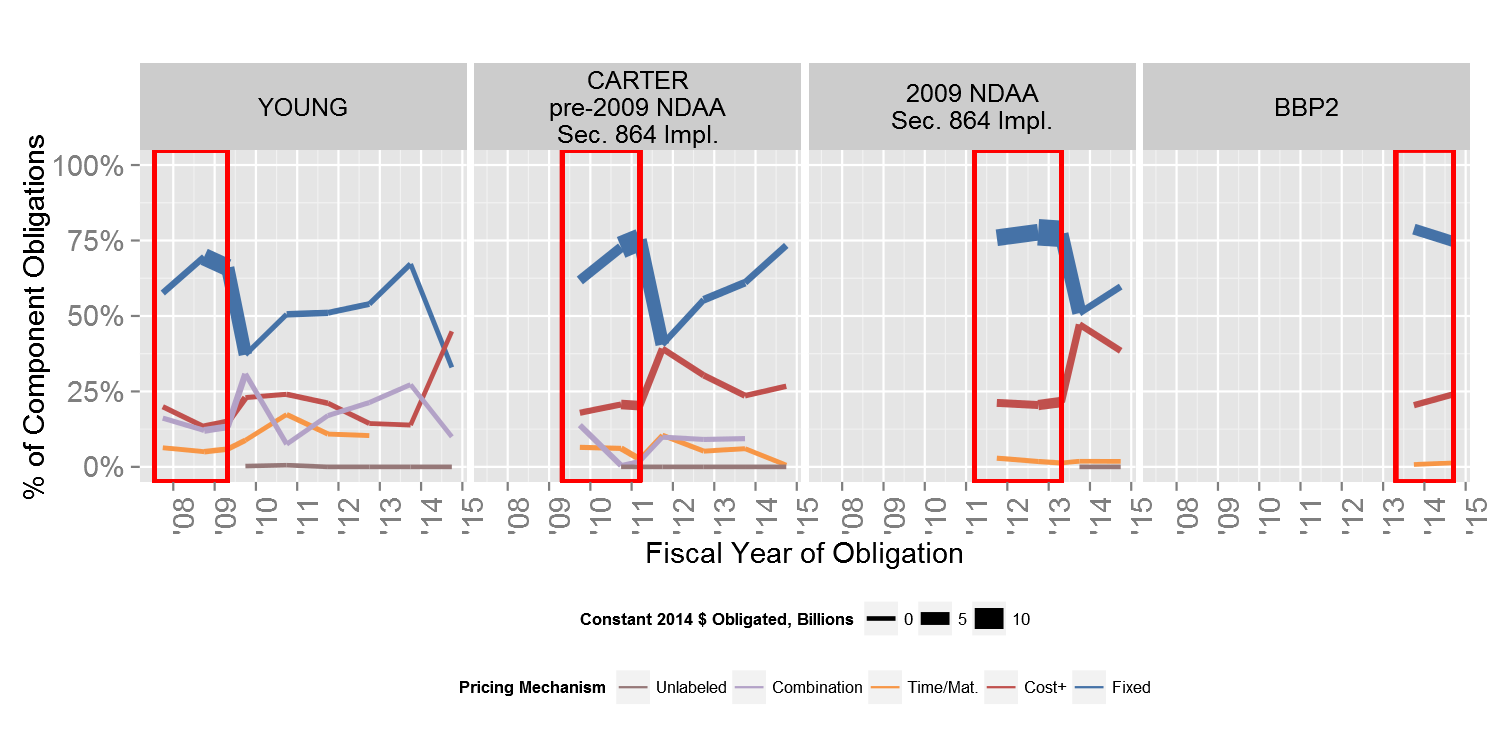 YOUNG
CARTER
pre-2009 NDAA
Sec. 864 Impl.
2009 NDAA
Sec. 864 Impl.
BBP2
% of Component Obligations
100%
75%
50%
25%
0%
'08 '09 '10 '11 '12 '13 '14 '15
'08 '09 '10 '11 '12 '13 '14 '15
'08 '09 '10 '11 '12 '13 '14 '15
'08 '09 '10 '11 '12 '13 '14 '15
Fiscal Year of Obligation
Constant 2014 $ Obligated, Billions 0 5 10
Pricing Mechanism Unlabeled Combination Time/Mat. Cost+ Fixed